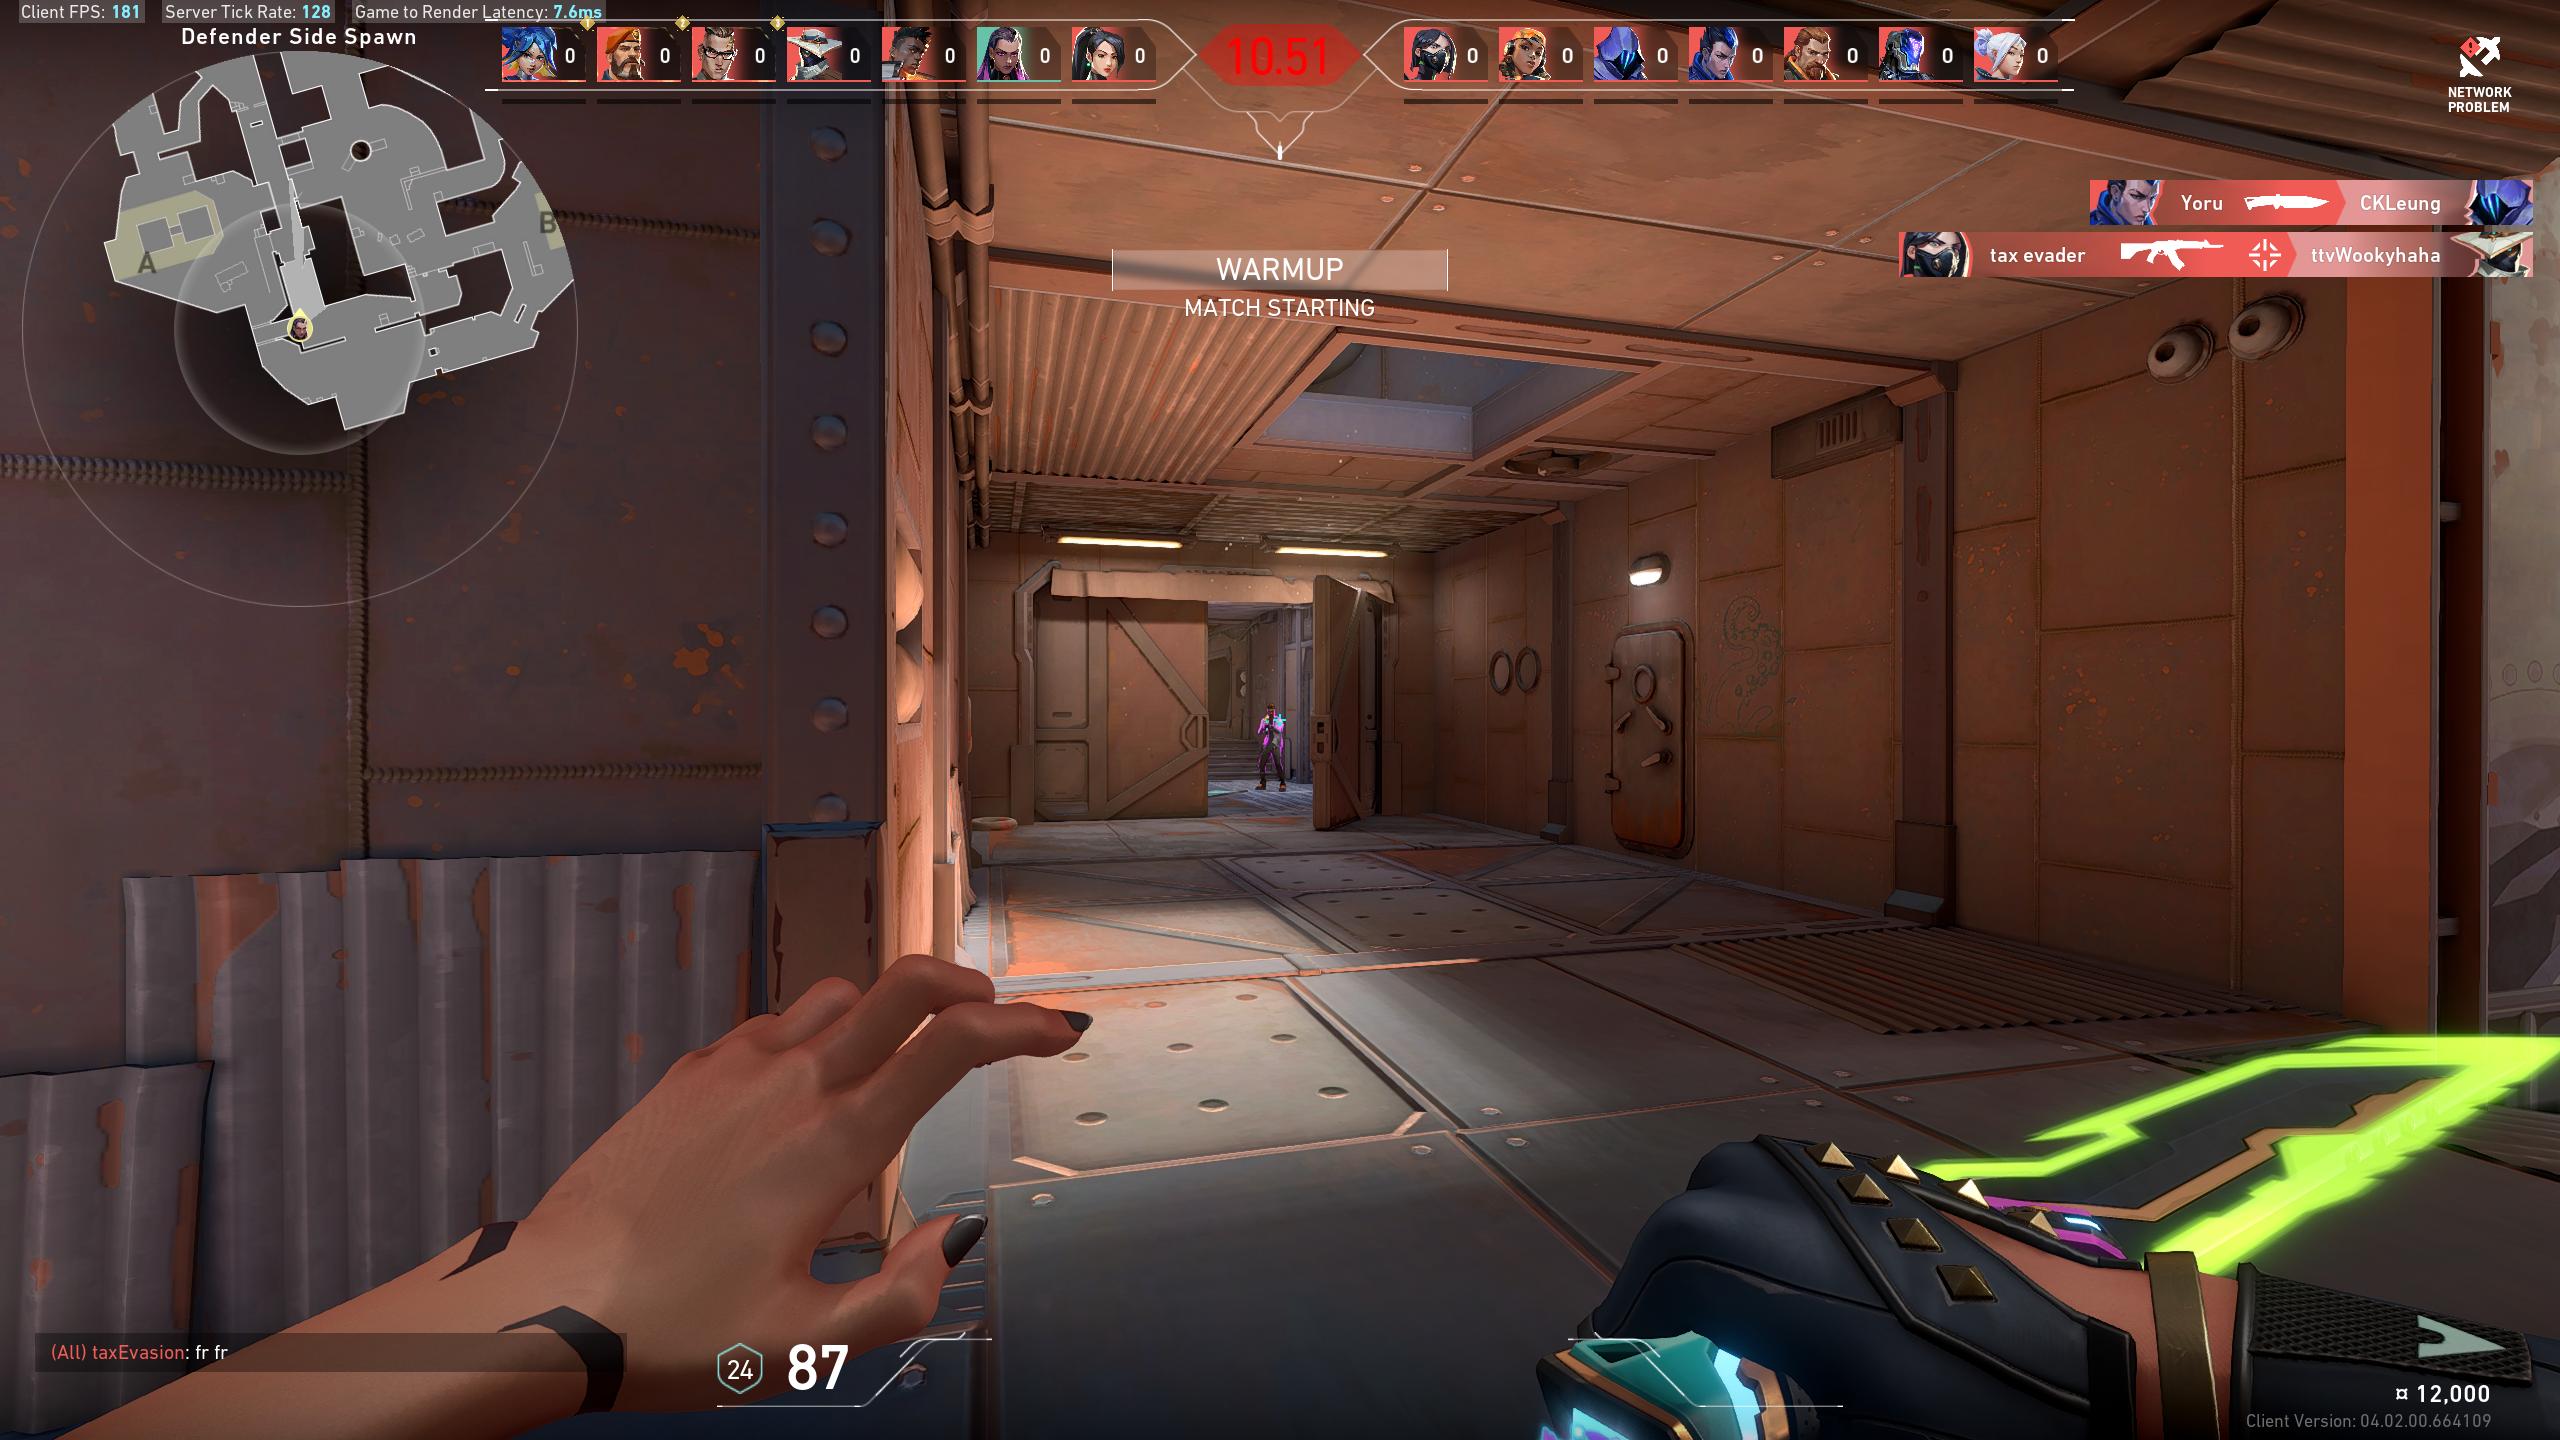 Client FPS: 181 Server Tick Rate: 128 Game to Render Latency: 7.6ms
Defender Side Spawn
0 0 0 0 0 0 0 10.51 0 0 0 0 0 0 0
NETWORK
PROBLEM
A
B
Yoru CKLeung
tax evader ttvWookyhaha
WARMUP
MATCH STARTING
(All) taxEvasion: fr fr
24 87
¤ 12,000
Client Version: 04.02.00.664109